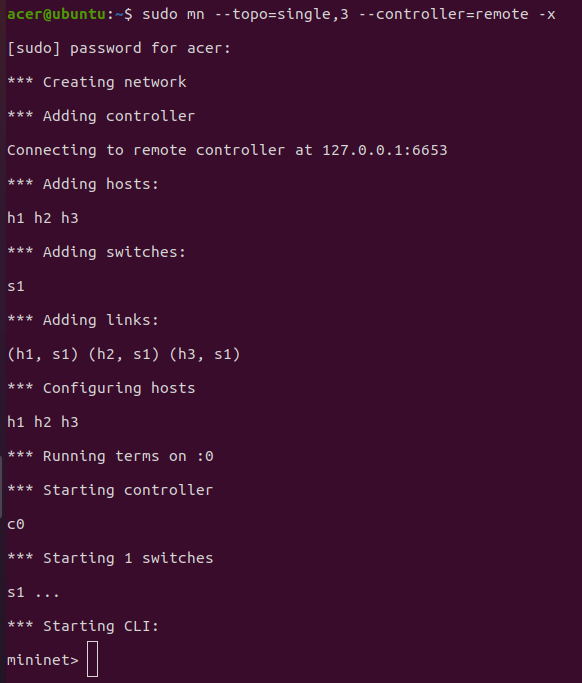 acer@ubuntu:~$ sudo mn --topo=single,3 --controller=remote -x
[sudo] password for acer:
*** Creating network
*** Adding controller
Connecting to remote controller at 127.0.0.1:6653
*** Adding hosts:
h1 h2 h3
*** Adding switches:
s1
*** Adding links:
(h1, s1) (h2, s1) (h3, s1)
*** Configuring hosts
h1 h2 h3
*** Running terms on :0
*** Starting controller
c0
*** Starting 1 switches
s1 ...
*** Starting CLI:
mininet>